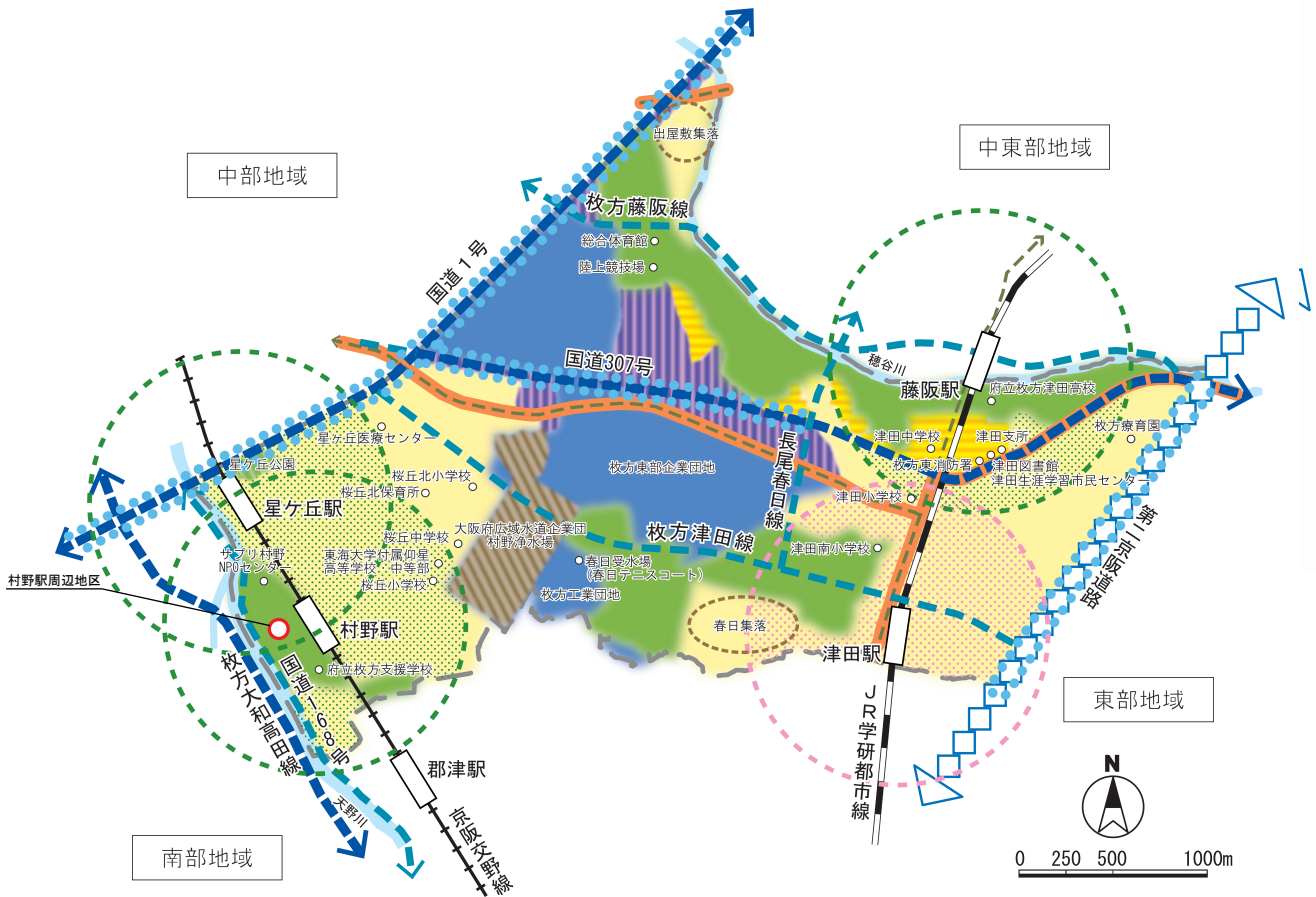 出屋敷集落
中部地域
中東部地域
枚方藤阪線
総合体育館
陸上競技場
国道1号
国道307号
穂谷川
藤阪駅
府立枚方津田高校
長尾春日線
津田中学校
津田支所
枚方療育園
枚方東消防署
津田図書館
津田生涯学習市民センター
津田小学校
星ヶ丘医療センター
星ヶ丘公園
桜丘北小学校
桜丘北保育所
枚方東部企業団地
星ケ丘駅
大阪府広域水道企業団
村野浄水場
桜丘中学校
枚方津田線
津田南小学校
第二京阪道路
サプリ村野
NPOセンター
東海大学付属仰星
高等学校・中等部
春日受水場
(春日テニスコート)
桜丘小学校
枚方工業団地
村野駅周辺地区
村野駅
春日集落
津田駅
府立枚方支援学校
国道168号
枚方大和高田線
JR学研都市線
東部地域
郡津駅
天野川
京阪交野線
南部地域
N
0 250 500 1000m